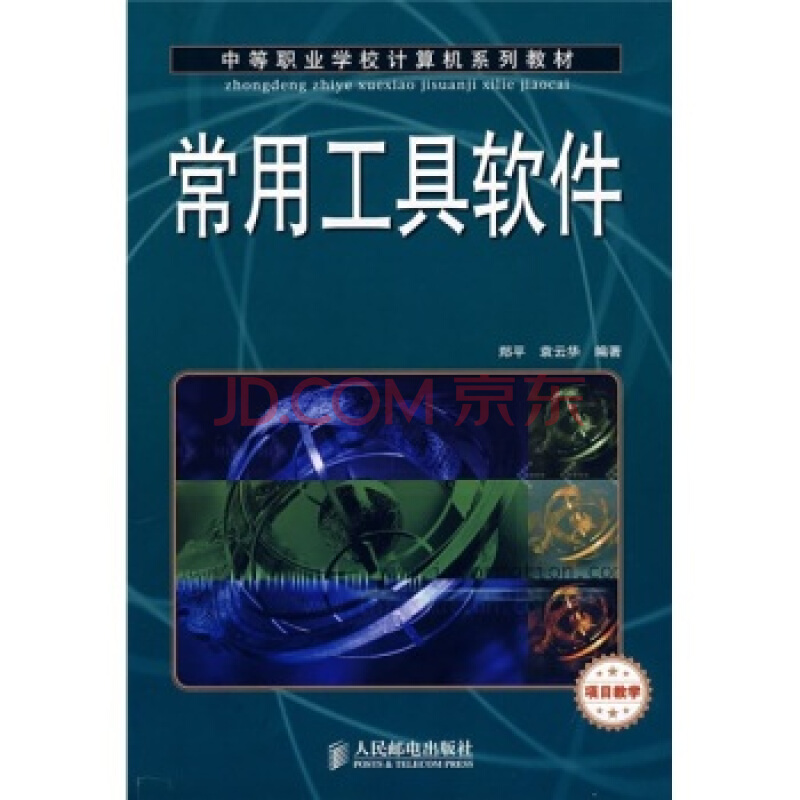 中等职业学校计算机系列教材
zhongdeng zhiye xuexiao jisuanji xilie jiaocai
常用工具软件
郑平 袁云华 编著
JD.COM 京东
项目教学
人民邮电出版社
POSTS & TELECOM PRESS